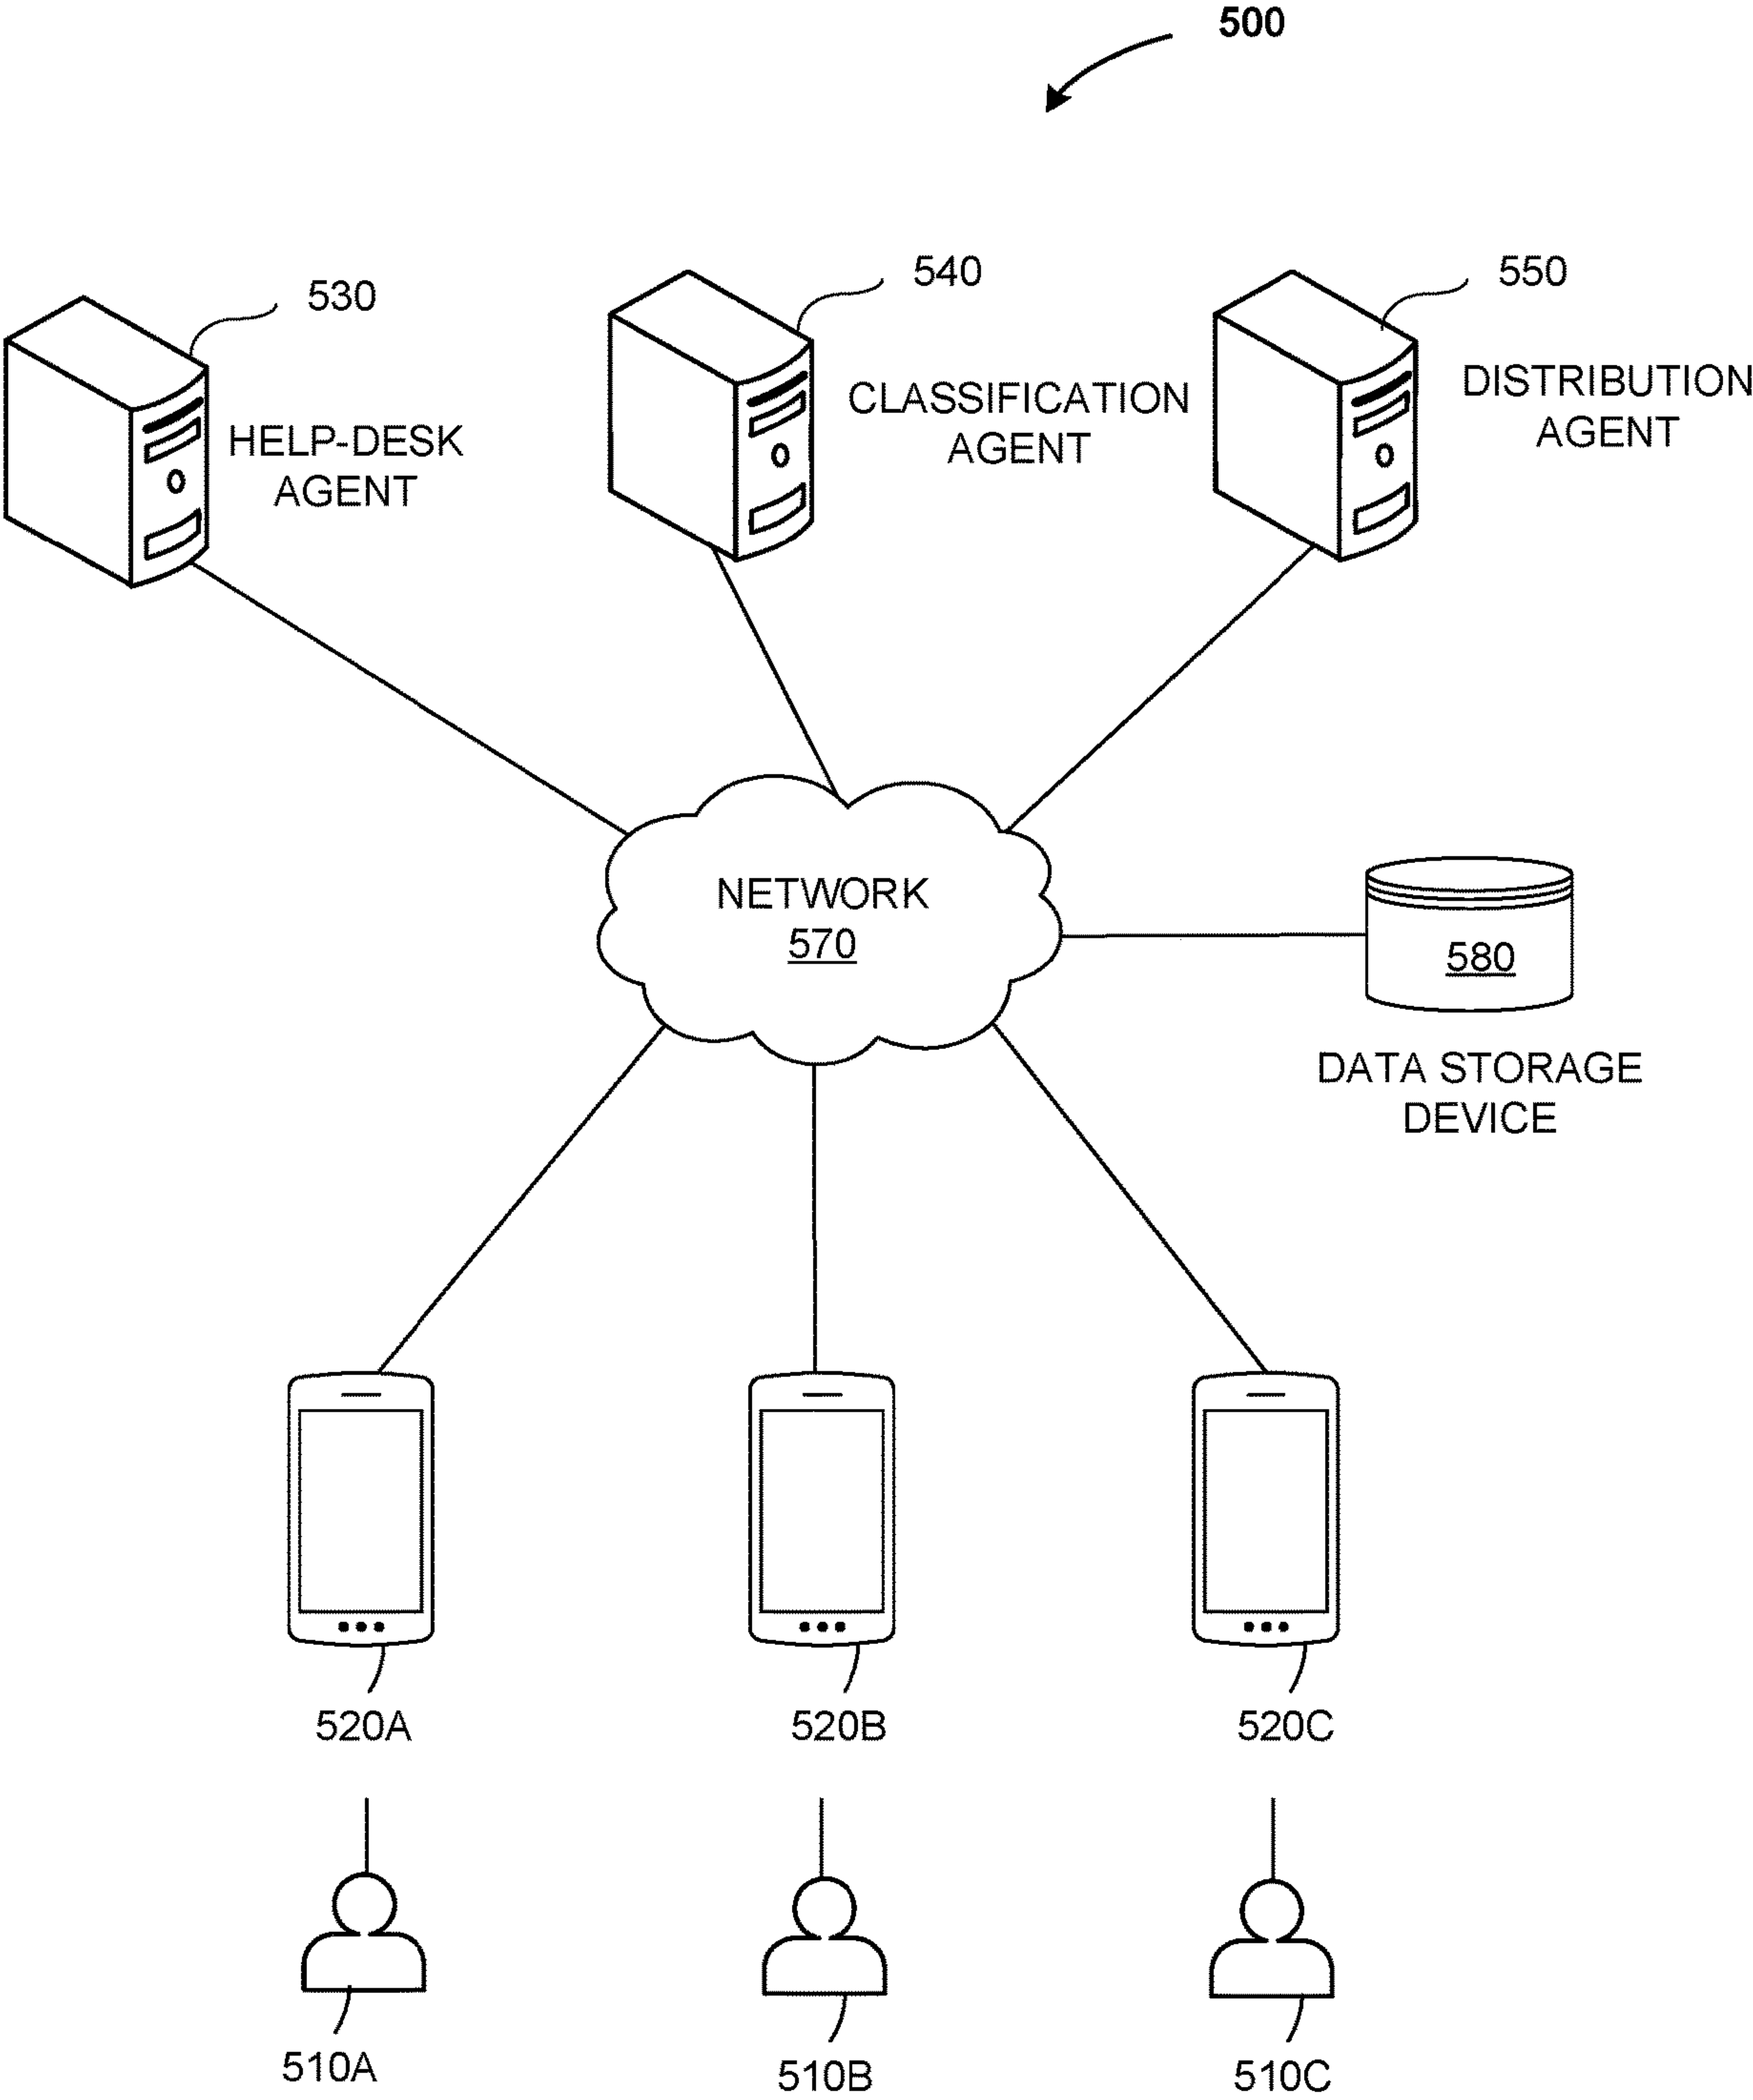 500
530
540
550
HELP-DESK
AGENT
CLASSIFICATION
AGENT
DISTRIBUTION
AGENT
NETWORK
570
580
DATA STORAGE
DEVICE
520A
520B
520C
510A
510B
510C